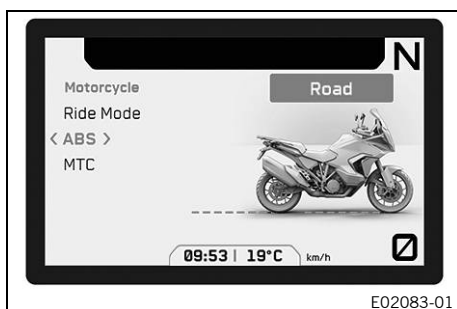 N
Motorcycle
Road
Ride Mode
< ABS >
MTC
0
09:53 | 19°C km/h
E02083-01